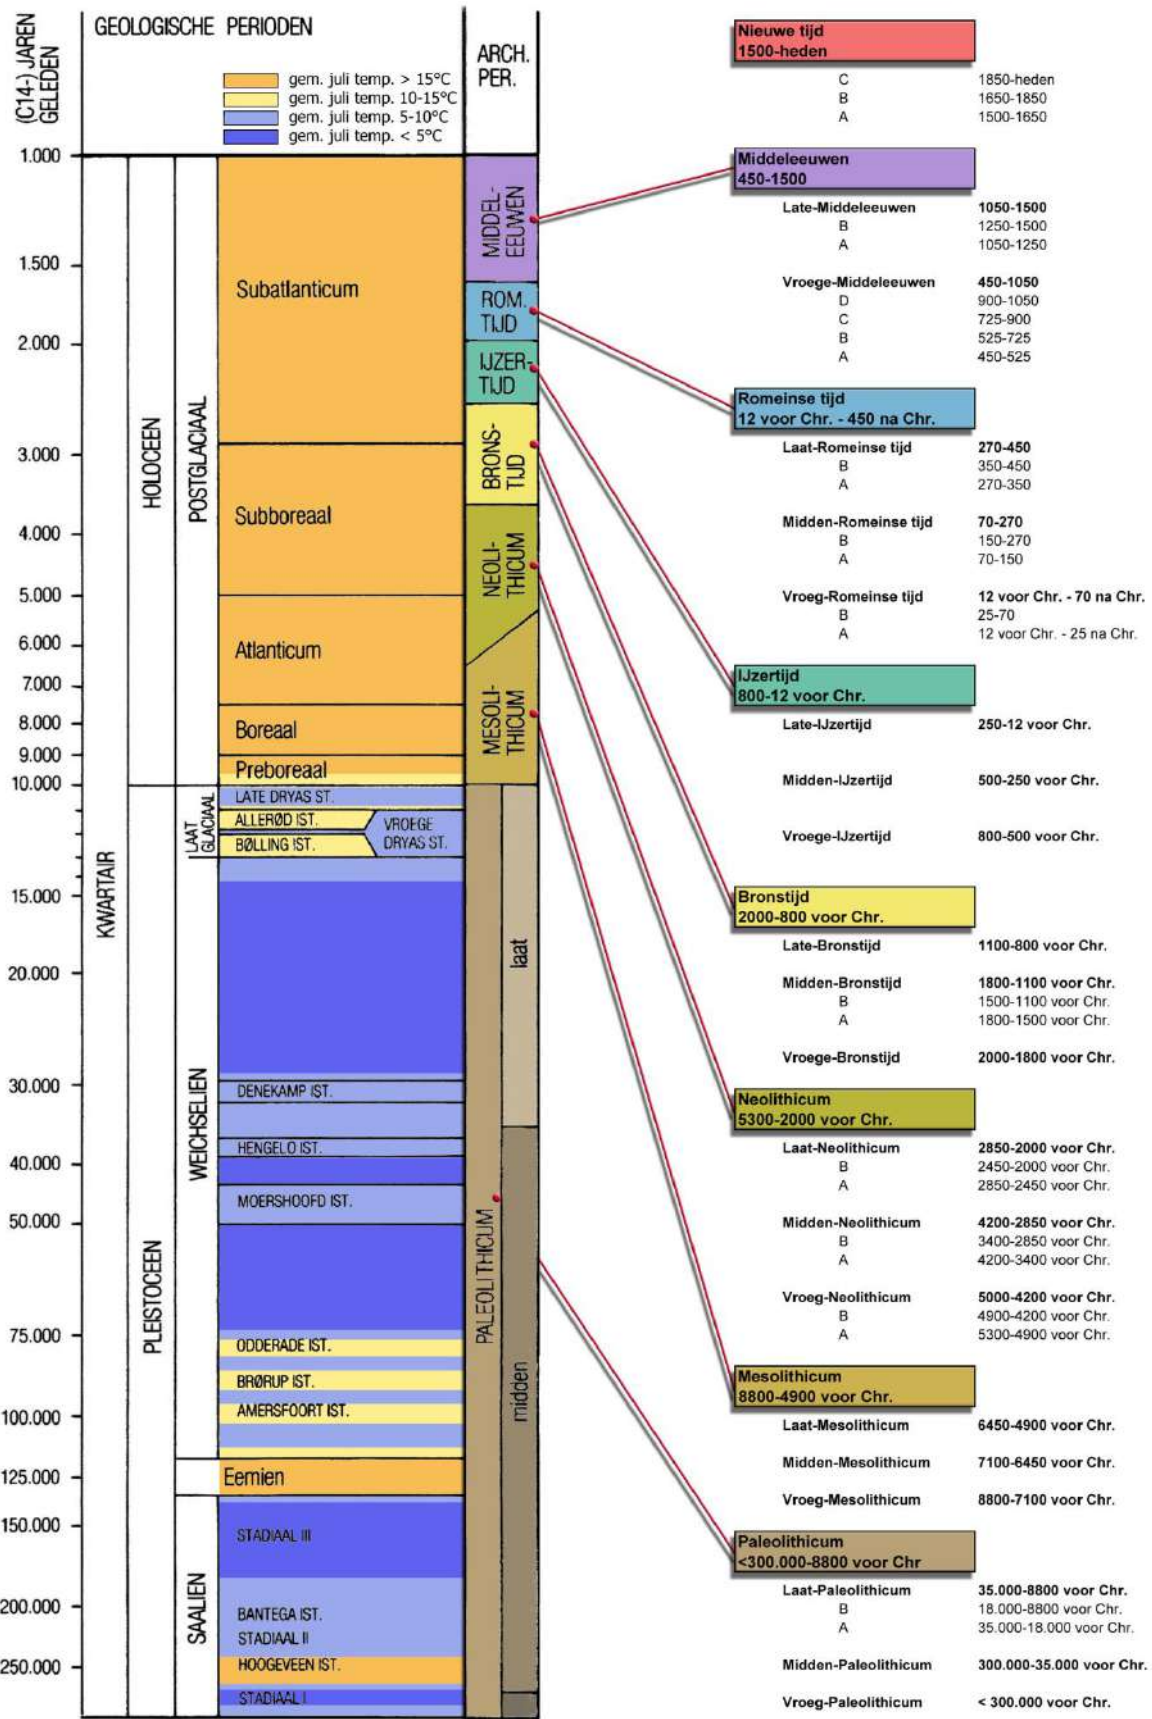 (C14-) JAREN
GELEDEN
GEOLOGISCHE PERIODEN
gem. juli temp. > 15°C
gem. juli temp. 10-15°C
gem. juli temp. 5-10°C
gem. juli temp. < 5°C
ARCH.
PER.
1.000
1.500
2.000
3.000
4.000
5.000
6.000
7.000
8.000
9.000
10.000
15.000
20.000
30.000
40.000
50.000
75.000
100.000
125.000
150.000
200.000
250.000
KWARTAIR
HOLOCEEN
PLEISTOCEEN
POSTGLACIAAL
LAAT
GLACIAAL
WEICHSELIEN
SAALIEN
Subatlanticum
Subboreaal
Atlanticum
Boreaal
Preboreaal
LATE DRYAS ST.
ALLERØD IST.
VROEGE
DRYAS ST.
BØLLING IST.
DENEKAMP IST.
HENGELO IST.
MOERSHOOFD IST.
ODDERADE IST.
BRØRUP IST.
AMERSFOORT IST.
Eemien
STADIAAL III
BANTEGA IST.
STADIAAL II
HOOGEVEEN IST.
STADIAAL I
MIDDEL-
EEUWEN
ROM.
TIJD
IJZER-
TIJD
BRONS-
TIJD
NEOLI-
THICUM
MESOLI-
THICUM
PALEOLITHICUM
laat
midden
Nieuwe tijd
1500-heden
C 1850-heden
B 1650-1850
A 1500-1650
Middeleeuwen
450-1500
Late-Middeleeuwen 1050-1500
B 1250-1500
A 1050-1250
Vroege-Middeleeuwen 450-1050
D 900-1050
C 725-900
B 525-725
A 450-525
Romeinse tijd
12 voor Chr. - 450 na Chr.
Laat-Romeinse tijd 270-450
B 350-450
A 270-350
Midden-Romeinse tijd 70-270
B 150-270
A 70-150
Vroeg-Romeinse tijd 12 voor Chr. - 70 na Chr.
B 25-70
A 12 voor Chr. - 25 na Chr.
IJzertijd
800-12 voor Chr.
Late-IJzertijd 250-12 voor Chr.
Midden-IJzertijd 500-250 voor Chr.
Vroege-IJzertijd 800-500 voor Chr.
Bronstijd
2000-800 voor Chr.
Late-Bronstijd 1100-800 voor Chr.
Midden-Bronstijd 1800-1100 voor Chr.
B 1500-1100 voor Chr.
A 1800-1500 voor Chr.
Vroege-Bronstijd 2000-1800 voor Chr.
Neolithicum
5300-2000 voor Chr.
Laat-Neolithicum 2850-2000 voor Chr.
B 2450-2000 voor Chr.
A 2850-2450 voor Chr.
Midden-Neolithicum 4200-2850 voor Chr.
B 3400-2850 voor Chr.
A 4200-3400 voor Chr.
Vroeg-Neolithicum 5000-4200 voor Chr.
B 4900-4200 voor Chr.
A 5300-4900 voor Chr.
Mesolithicum
8800-4900 voor Chr.
Laat-Mesolithicum 6450-4900 voor Chr.
Midden-Mesolithicum 7100-6450 voor Chr.
Vroeg-Mesolithicum 8800-7100 voor Chr.
Paleolithicum
<300.000-8800 voor Chr
Laat-Paleolithicum 35.000-8800 voor Chr.
B 18.000-8800 voor Chr.
A 35.000-18.000 voor Chr.
Midden-Paleolithicum 300.000-35.000 voor Chr.
Vroeg-Paleolithicum < 300.000 voor Chr.